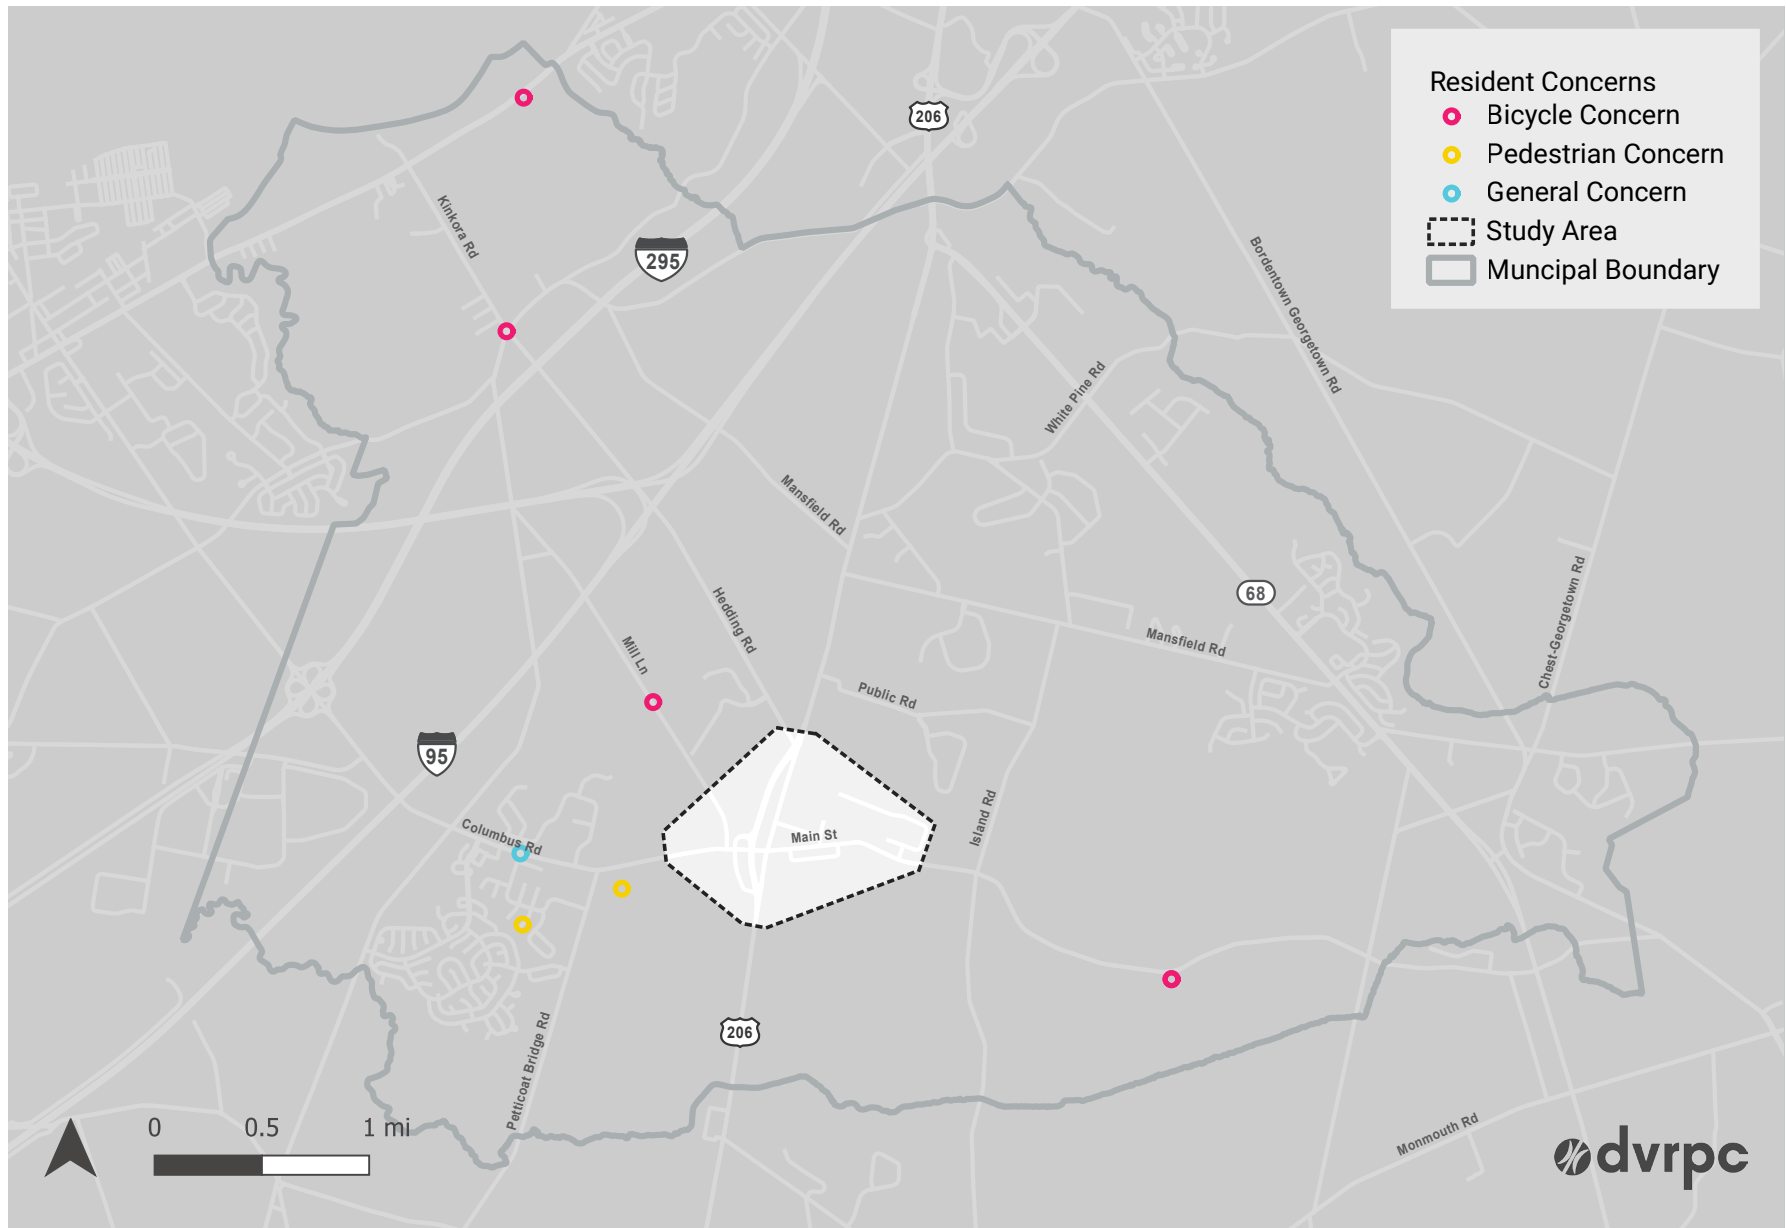 Resident Concerns
Bicycle Concern
Pedestrian Concern
General Concern
Study Area
Muncipal Boundary
206
Kinkora Rd
295
Bordentown Georgetown Rd
White Pine Rd
Mansfield Rd
68
Chest-Georgetown Rd
Hedding Rd
Mill Ln
Mansfield Rd
Public Rd
95
Columbus Rd
Main St
Island Rd
206
Petticoat Bridge Rd
Monmouth Rd
0 0.5 1 mi
dvrpc